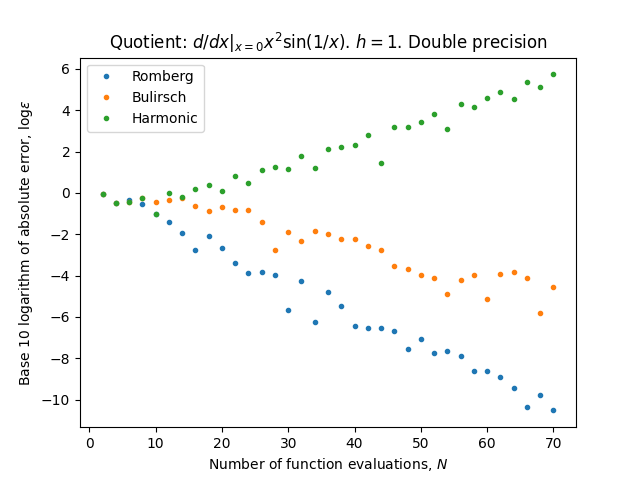 Quotient: d/dx|ₓ₌₀x²sin(1/x). h = 1. Double precision
Romberg
Bulirsch
Harmonic
Base 10 logarithm of absolute error, logε
6
4
2
0
−2
−4
−6
−8
−10
0 10 20 30 40 50 60 70
Number of function evaluations, N